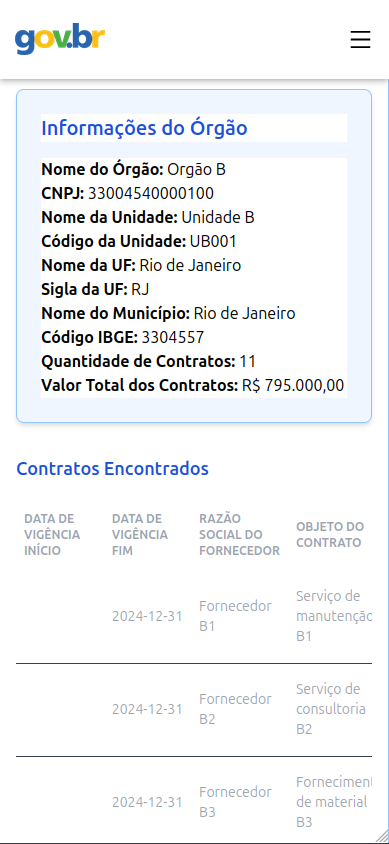 gov.br
Informações do Órgão
Nome do Órgão: Orgão B
CNPJ: 33004540000100
Nome da Unidade: Unidade B
Código da Unidade: UB001
Nome da UF: Rio de Janeiro
Sigla da UF: RJ
Nome do Município: Rio de Janeiro
Código IBGE: 3304557
Quantidade de Contratos: 11
Valor Total dos Contratos: R$ 795.000,00
Contratos Encontrados
DATA DE VIGÊNCIA INÍCIO
DATA DE VIGÊNCIA FIM
RAZÃO SOCIAL DO FORNECEDOR
OBJETO DO CONTRATO
2024-12-31
Fornecedor B1
Serviço de manutenção B1
2024-12-31
Fornecedor B2
Serviço de consultoria B2
2024-12-31
Fornecedor B3
Forneciment de material B3